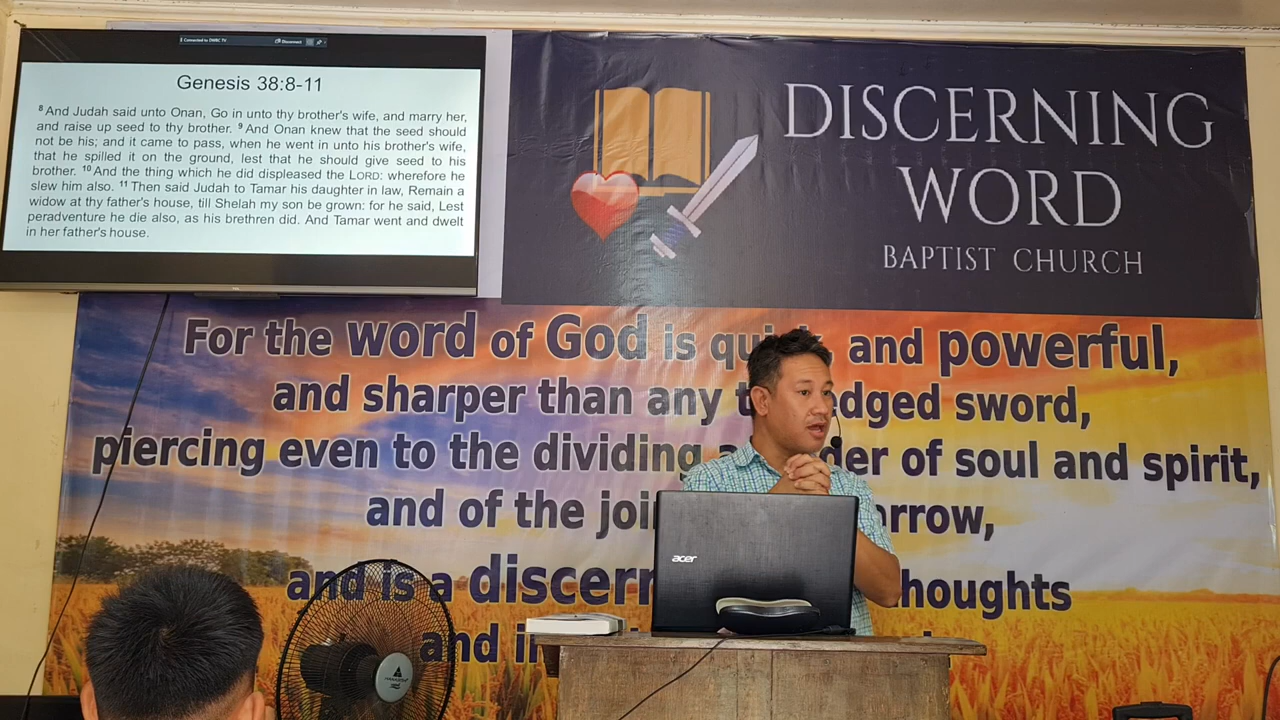 Connected to DWBC TV Disconnect
Genesis 38:8-11
8 And Judah said unto Onan, Go in unto thy brother's wife, and marry her,
and raise up seed to thy brother. 9 And Onan knew that the seed should
not be his; and it came to pass, when he went in unto his brother's wife,
that he spilled it on the ground, lest that he should give seed to his
brother. 10 And the thing which he did displeased the LORD: wherefore he
slew him also. 11 Then said Judah to Tamar his daughter in law, Remain a
widow at thy father's house, till Shelah my son be grown: for he said, Lest
peradventure he die also, as his brethren did. And Tamar went and dwelt
in her father's house.
DISCERNING
WORD
BAPTIST CHURCH
For the word of God is and powerful,
and sharper than any sword,
piercing even to the dividing of soul and spirit,
and of the
and is a
and
acer